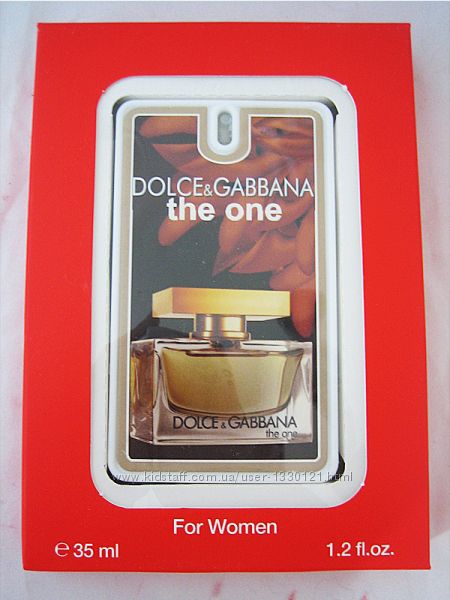 DOLCE&GABBANA
the one
DOLCE & GABBANA
the one
www.kidstaff.com.ua/user-1330121.html
For Women
℮ 35 ml 1.2 fl.oz.